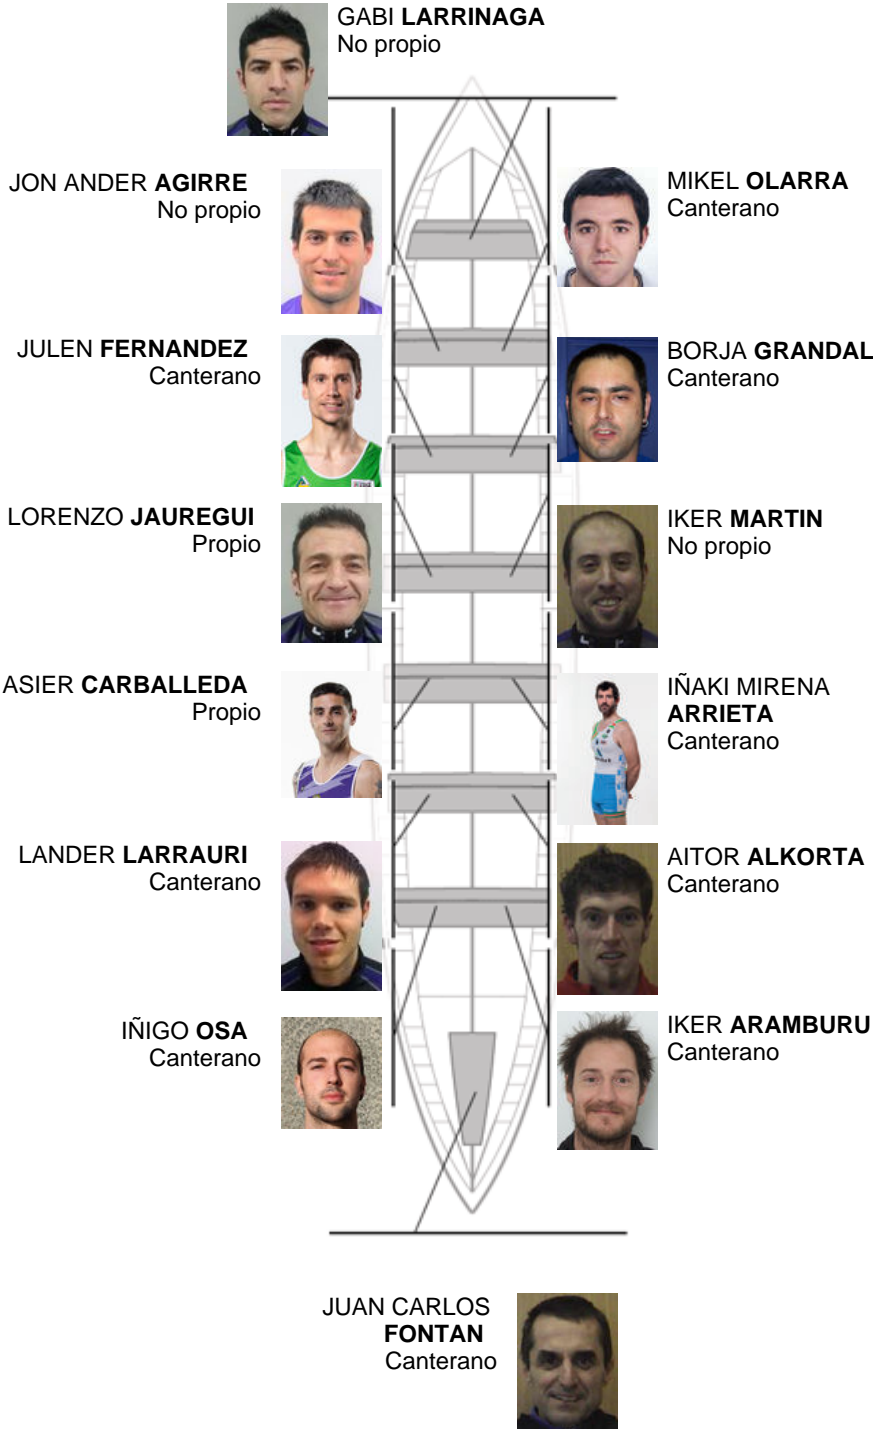 GABI LARRINAGA
No propio
JON ANDER AGIRRE
No propio
MIKEL OLARRA
Canterano
JULEN FERNANDEZ
Canterano
BORJA GRANDAL
Canterano
LORENZO JAUREGUI
Propio
IKER MARTIN
No propio
ASIER CARBALLEDA
Propio
IÑAKI MIRENA
ARRIETA
Canterano
LANDER LARRAURI
Canterano
AITOR ALKORTA
Canterano
IÑIGO OSA
Canterano
IKER ARAMBURU
Canterano
JUAN CARLOS
FONTAN
Canterano